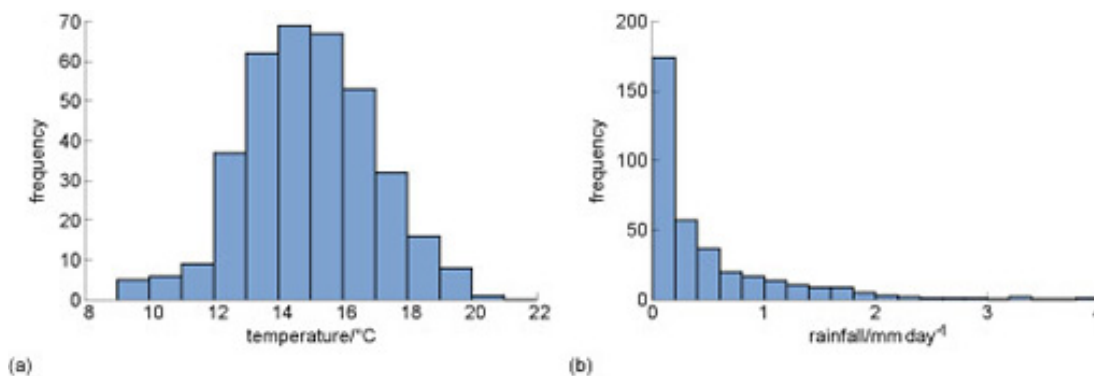 70
60
50
40
30
20
10
0
frequency
8 10 12 14 16 18 20 22
temperature/°C
(a)
200
150
100
50
0
frequency
0 1 2 3 4
rainfall/mm day⁻¹
(b)